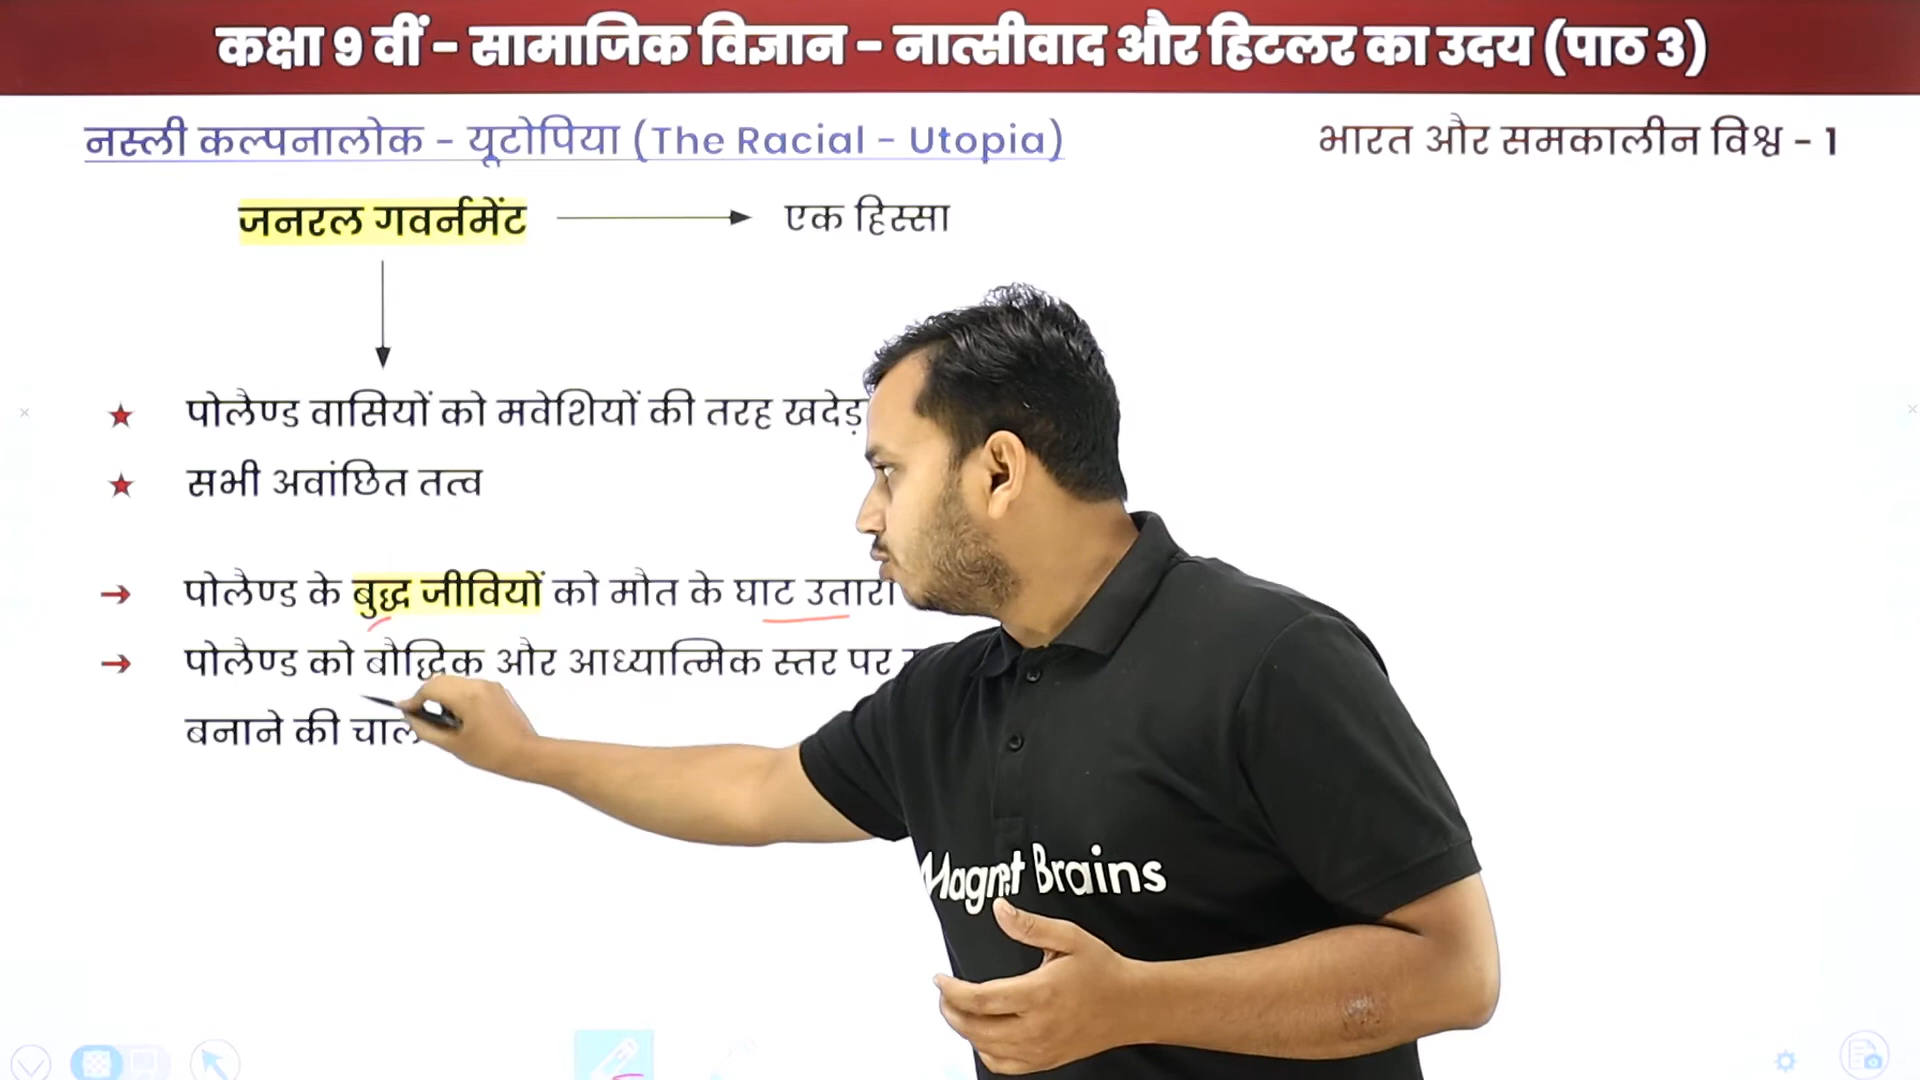 कक्षा 9 वीं - सामाजिक विज्ञान - नात्सीवाद और हिटलर का उदय (पाठ 3)
नस्ली कल्पनालोक - यूटोपिया (The Racial - Utopia)
भारत और समकालीन विश्व - 1
जनरल गवर्नमेंट
एक हिस्सा
★ पोलैण्ड वासियों को मवेशियों की तरह खदेड़
★ सभी अवांछित तत्व
→ पोलैण्ड के बुद्ध जीवियों को मौत के घाट उतारा
→ पोलैण्ड को बौद्धिक और आध्यात्मिक स्तर पर
बनाने की चाल
Magnet Brains